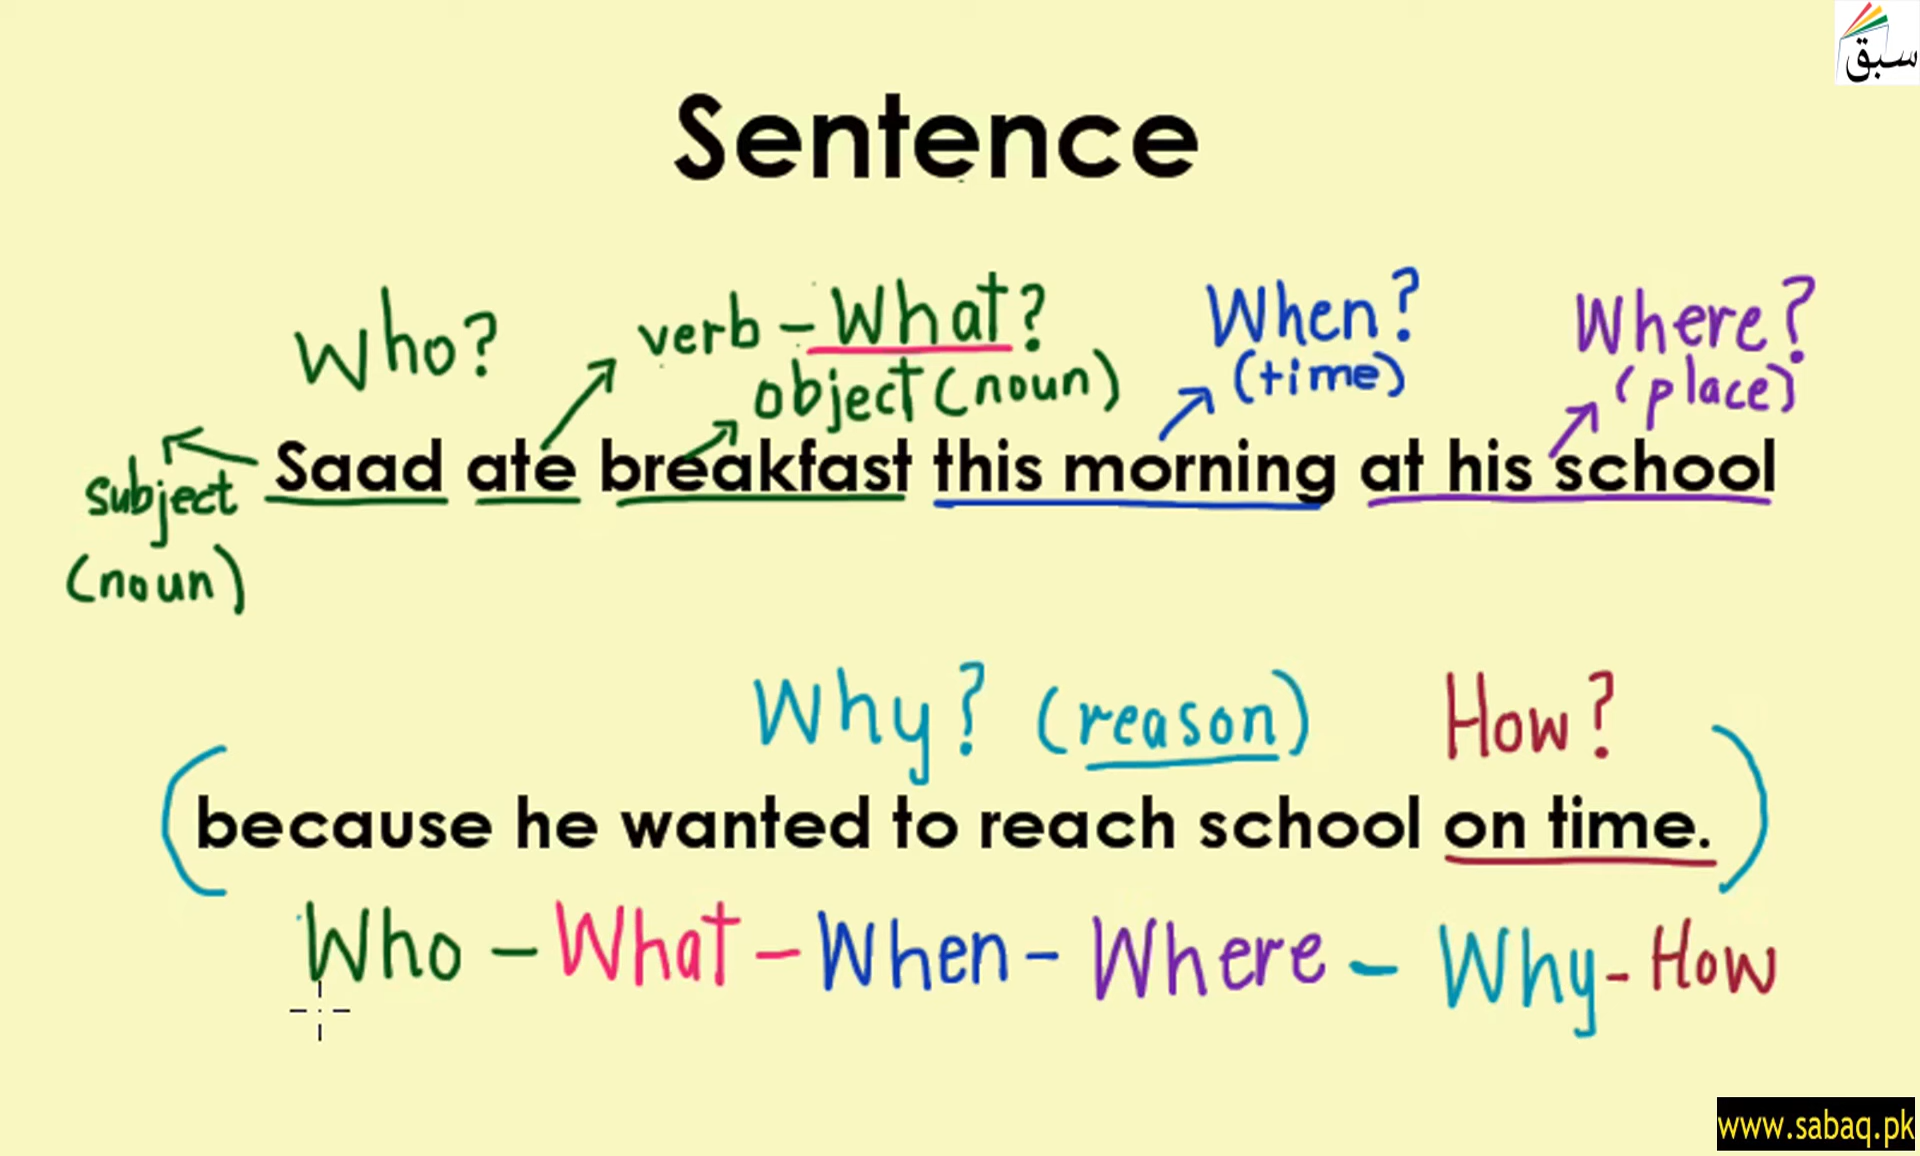 سبق
Sentence
Who? verb - What? When? Where?
object (noun) (time) (place)
Saad ate breakfast this morning at his school
subject
(noun)
Why? (reason) How?
(because he wanted to reach school on time.)
Who - What - When - Where - Why - How
www.sabaq.pk